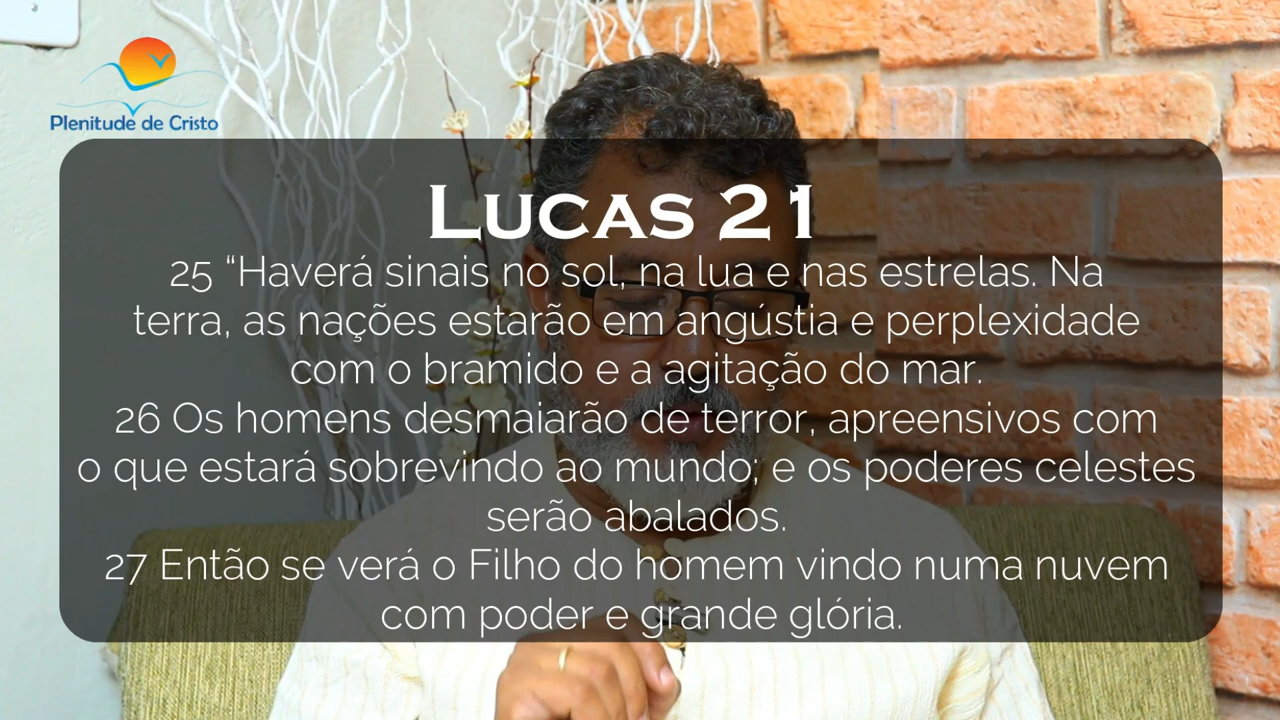 Plenitude de Cristo
Lucas 21
25 “Haverá sinais no sol, na lua e nas estrelas. Na
terra, as nações estarão em angústia e perplexidade
com o bramido e a agitação do mar.
26 Os homens desmaiarão de terror, apreensivos com
o que estará sobrevindo ao mundo; e os poderes celestes
serão abalados.
27 Então se verá o Filho do homem vindo numa nuvem
com poder e grande glória.